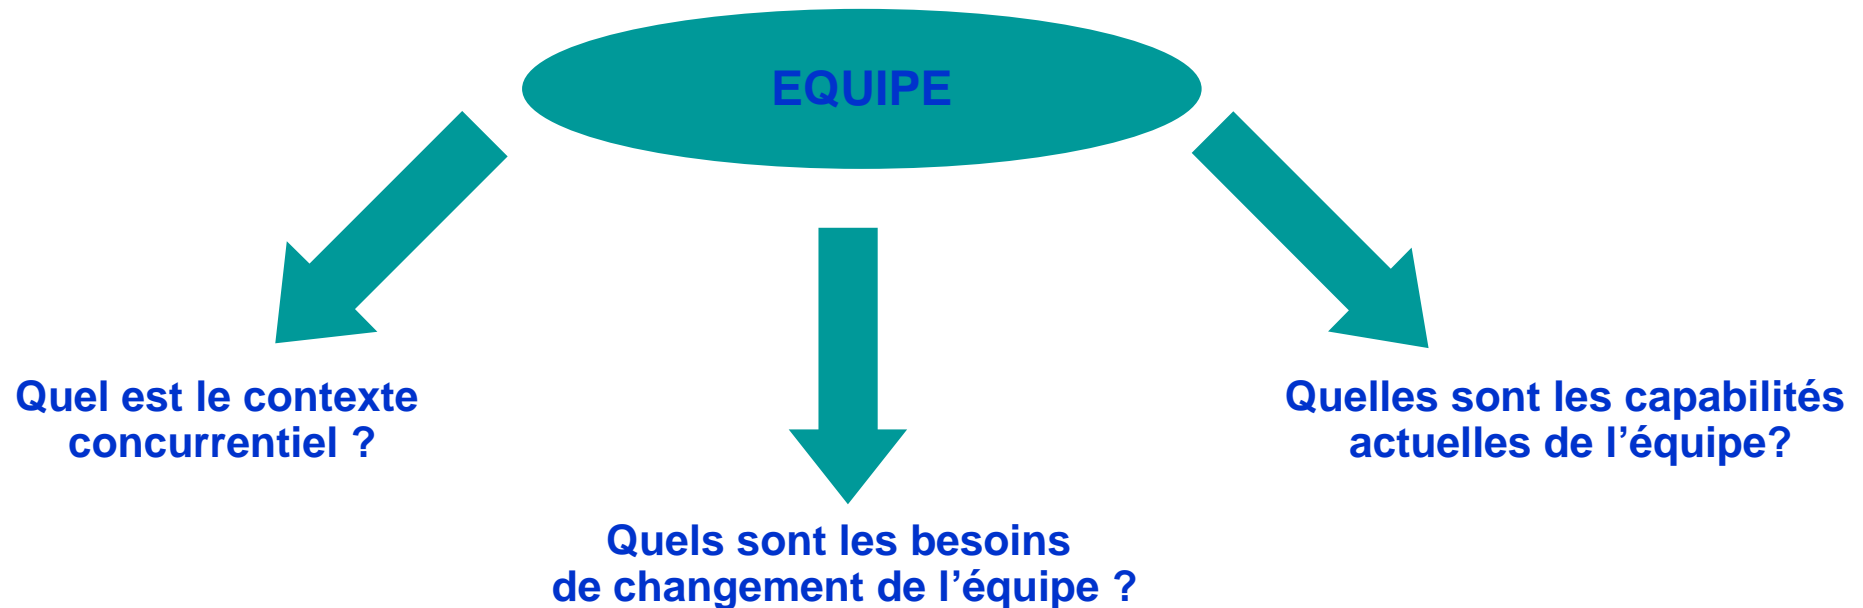 EQUIPE
Quel est le contexte
concurrentiel ?
Quels sont les besoins
de changement de l’équipe ?
Quelles sont les capabilités
actuelles de l’équipe?